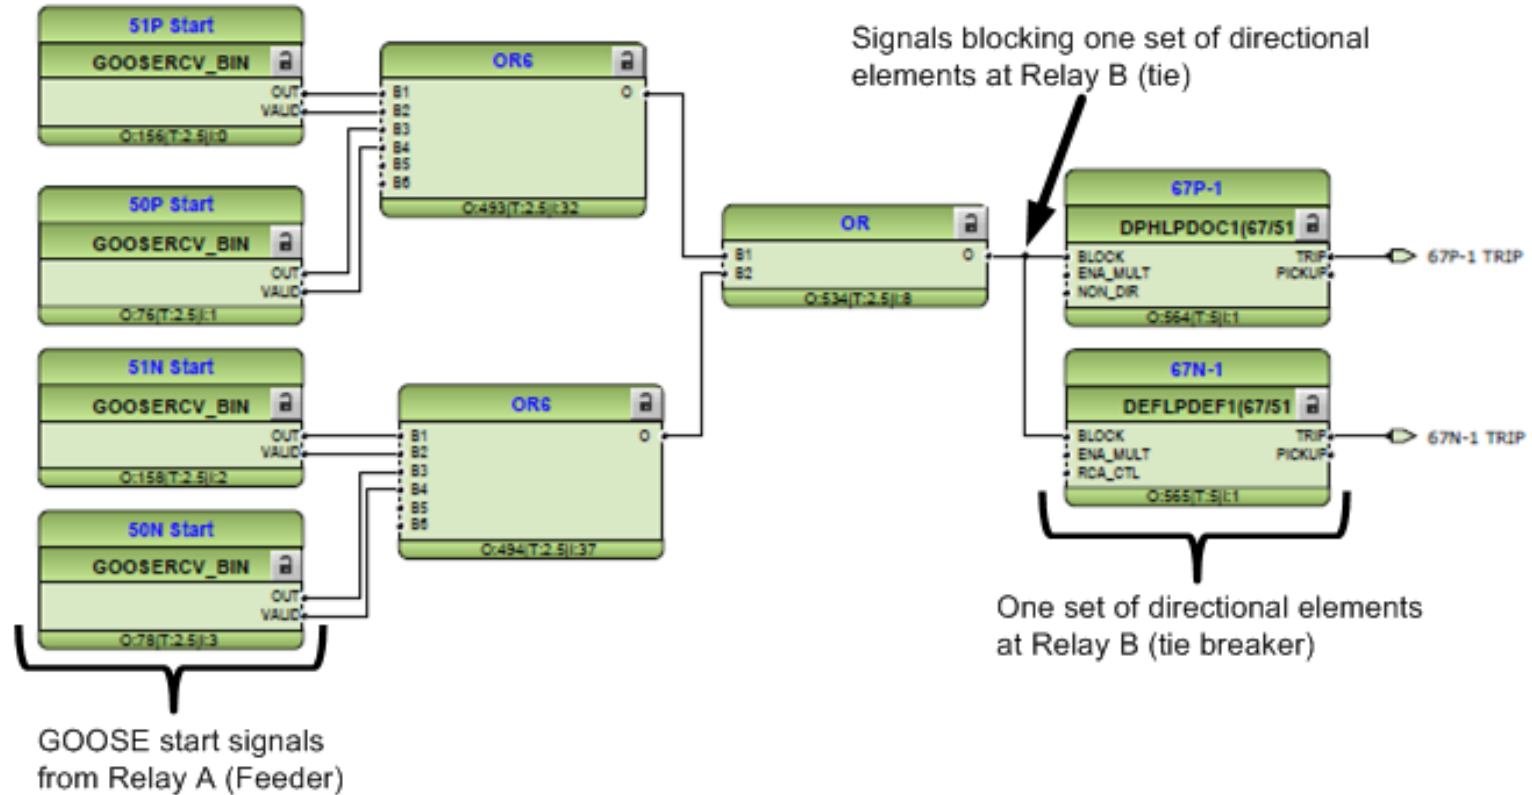 51P Start
GOOSERCV_BIN
OUT
VALID
O:156|T:2.5|I:0
50P Start
GOOSERCV_BIN
OUT
VALID
O:76|T:2.5|I:1
51N Start
GOOSERCV_BIN
OUT
VALID
O:158|T:2.5|I:2
50N Start
GOOSERCV_BIN
OUT
VALID
O:78|T:2.5|I:3
GOOSE start signals
from Relay A (Feeder)
OR6
B1 O
B2
B3
B4
B5
B6
O:493|T:2.5|I:32
OR6
B1 O
B2
B3
B4
B5
B6
O:494|T:2.5|I:37
OR
B1 O
B2
O:534|T:2.5|I:8
Signals blocking one set of directional
elements at Relay B (tie)
67P-1
DPHLPDOC1(67/51
BLOCK TRIP
ENA_MULT PICKUP
NON_DIR
O:564|T:5|I:1
67P-1 TRIP
67N-1
DEFLPDEF1(67/51
BLOCK TRIP
ENA_MULT PICKUP
RCA_CTL
O:565|T:5|I:1
67N-1 TRIP
One set of directional elements
at Relay B (tie breaker)